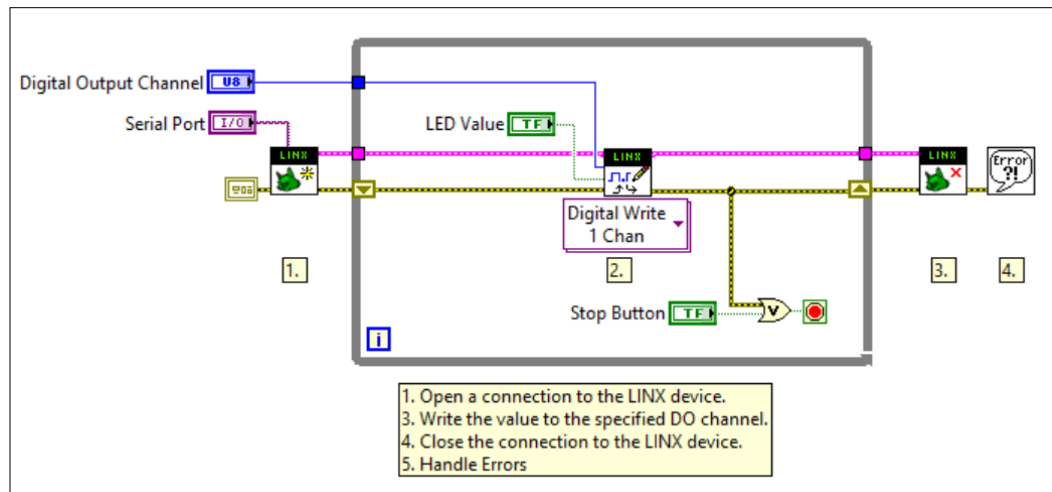 Digital Output Channel
U8
Serial Port
I/O
LED Value
TF
LINX
LINX
LINX
Error
?!
Digital Write
1 Chan
1.
2.
3.
4.
Stop Button
TF
V
i
1. Open a connection to the LINX device.
3. Write the value to the specified DO channel.
4. Close the connection to the LINX device.
5. Handle Errors